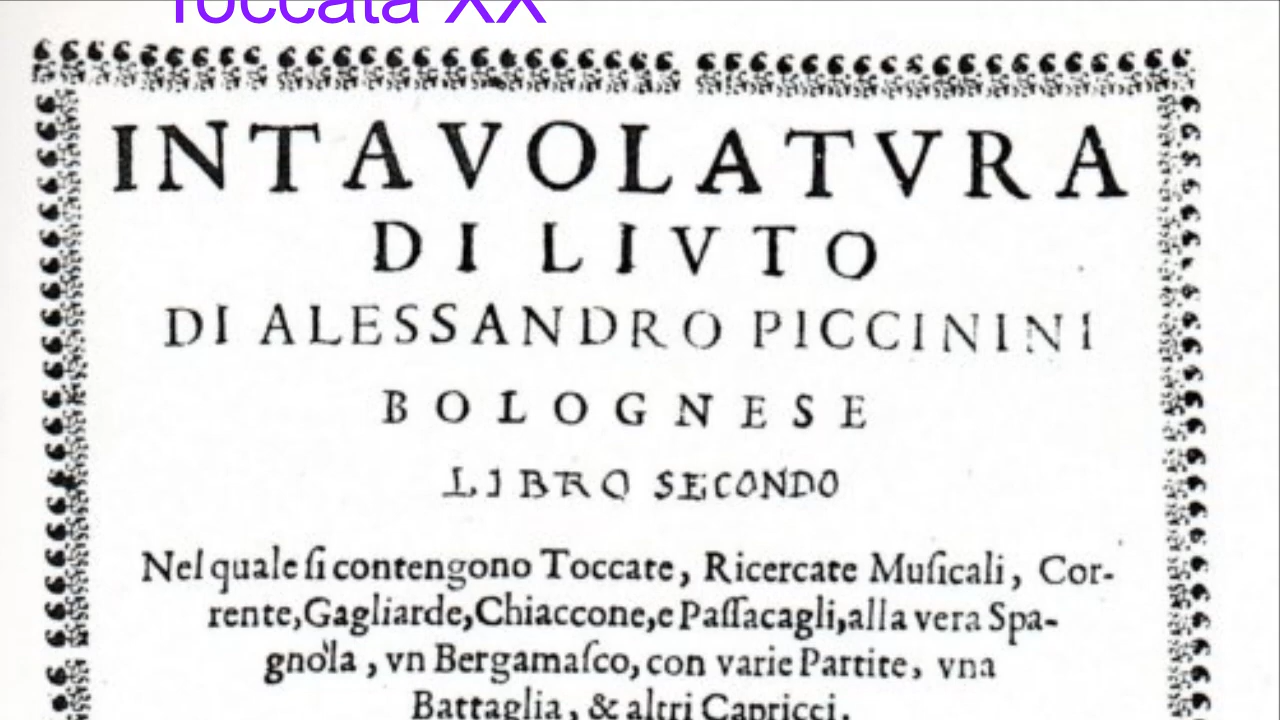 Toccata XX
INTAVOLATVRA
DI LIVTO
DI ALESSANDRO PICCININI
BOLOGNESE
LIBRO SECONDO
Nel quale ſi contengono Toccate, Ricercate Muſicali, Cor-
rente, Gagliarde, Chiaccone, e Paſſacagli, alla vera Spa-
gnòla, vn Bergamaſco, con varie Partite, vna
Battaglia, & altri Capricci.